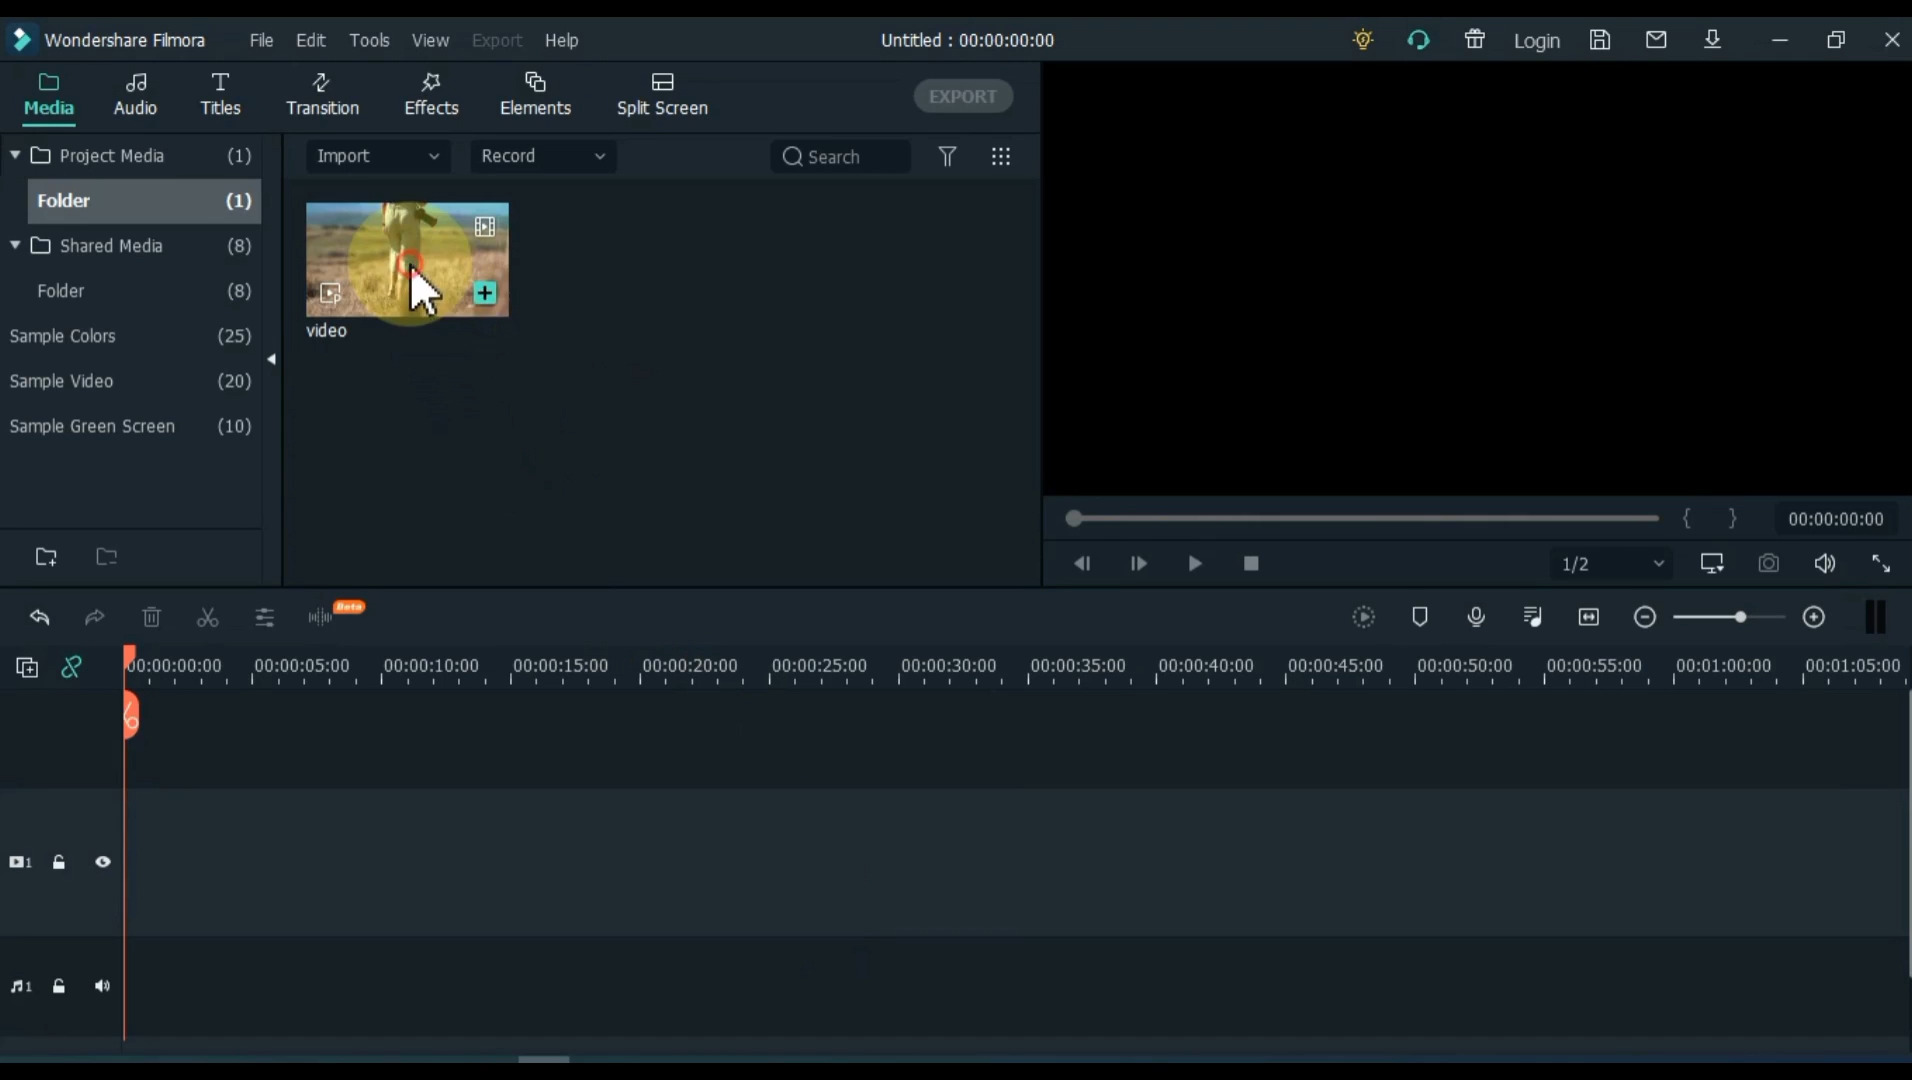 Wondershare Filmora File Edit Tools View Export Help Untitled : 00:00:00:00 Login
Media Audio Titles Transition Effects Elements Split Screen EXPORT
Project Media (1)
Import Record Search
Folder (1)
Shared Media (8)
Folder (8)
video
Sample Colors (25)
Sample Video (20)
Sample Green Screen (10)
{ } 00:00:00:00
1/2
Beta
00:00:00:00 00:00:05:00 00:00:10:00 00:00:15:00 00:00:20:00 00:00:25:00 00:00:30:00 00:00:35:00 00:00:40:00 00:00:45:00 00:00:50:00 00:00:55:00 00:01:00:00 00:01:05:00
1
1